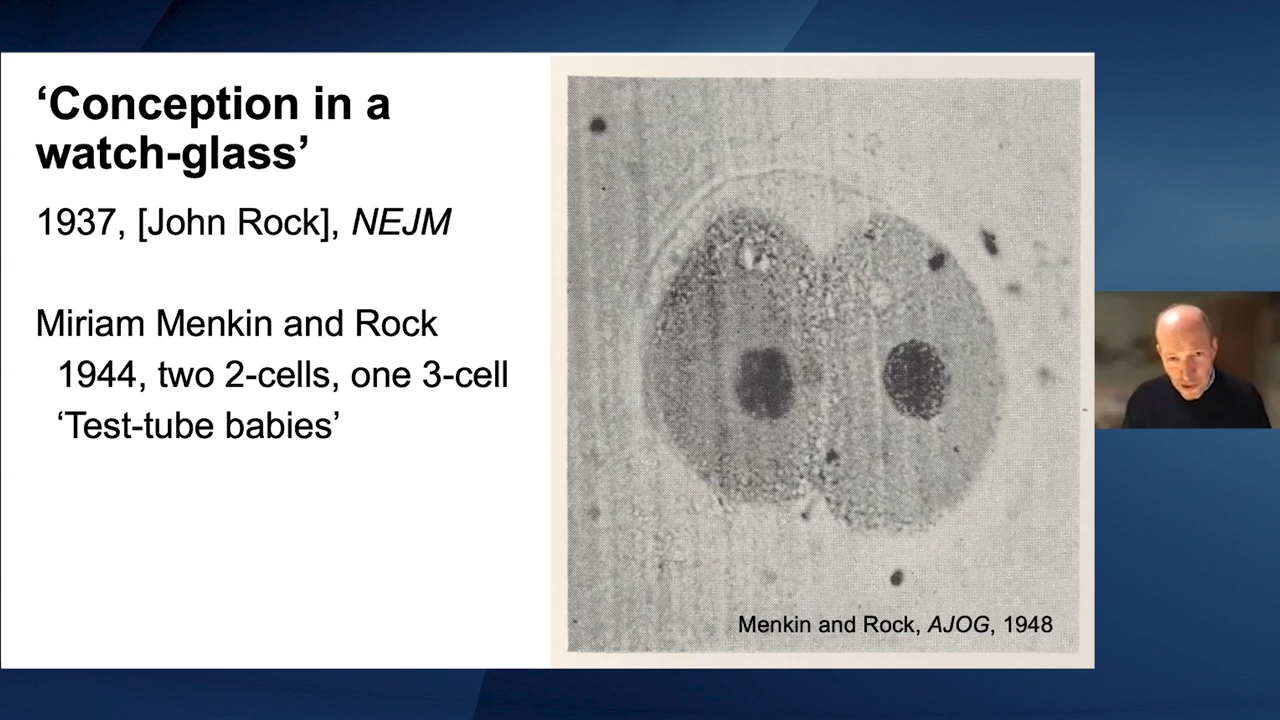 ‘Conception in a
watch-glass’
1937, [John Rock], NEJM
Miriam Menkin and Rock
1944, two 2-cells, one 3-cell
‘Test-tube babies’
Menkin and Rock, AJOG, 1948